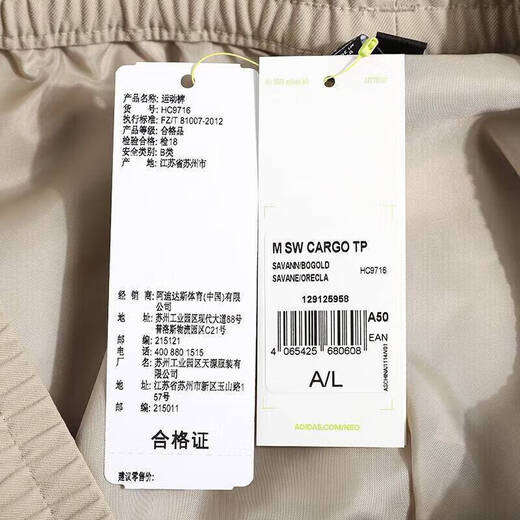 产品名称: 运动裤
货 号: HC9716
执行标准: FZ/T 81007-2012
产品等级: 合格品
检验合格: 检18
安全类别: B类
产 地: 江苏省苏州市
经 销 商: 阿迪达斯体育(中国)有限
公司
地 址: 苏州工业园区现代大道88号
普洛斯物流园区C1
邮 编: 215121
电 话: 400 880 1515
厂 商: 苏州工业园区天源服装有
限公司
地 址: 江苏省苏州市新区玉山路1
57号
邮 编: 215011
合格证
建议零售价:
M SW CARGO TP
SAVANN/BOGOLD
SAVANE/ORECLA
HC9716
129125958
A50
EAN
4 065425 680608
A/L
ADIDAS.COM/NEO